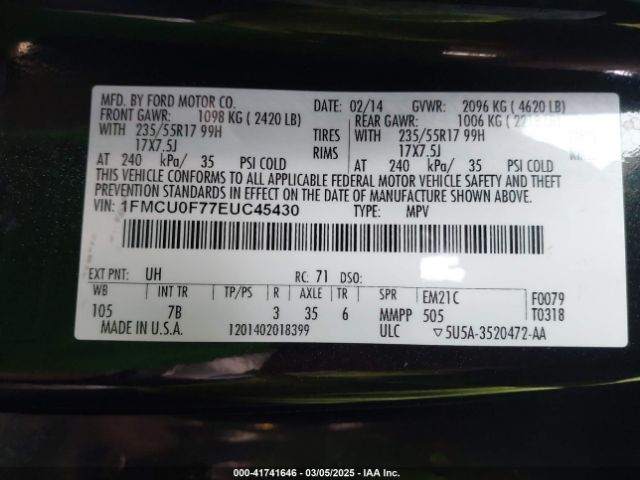 MFD. BY FORD MOTOR CO.
DATE: 02/14 GVWR: 2096 KG ( 4620 LB)
FRONT GAWR: 1098 KG ( 2420 LB)
REAR GAWR: 1006 KG ( LB)
WITH 235/55R17 99H TIRES WITH 235/55R17 99H
17X7.5J RIMS 17X7.5J
AT 240 kPa/ 35 PSI COLD AT 240 kPa/ 35 PSI COLD
THIS VEHICLE CONFORMS TO ALL APPLICABLE FEDERAL MOTOR VEHICLE SAFETY AND THEFT
PREVENTION STANDARDS IN EFFECT ON THE DATE OF MANUFACTURE SHOWN ABOVE.
VIN: 1FMCU0F77EUC45430 TYPE: MPV
EXT PNT: UH RC: 71 DSO:
WB INT TR TP/PS R AXLE TR SPR EM21C F0079
105 7B 3 35 6 MMPP 505 T0318
MADE IN U.S.A. 1201402018399 ULC ▽5U5A-3520472-AA
000-41741646 - 03/05/2025 - IAA Inc.